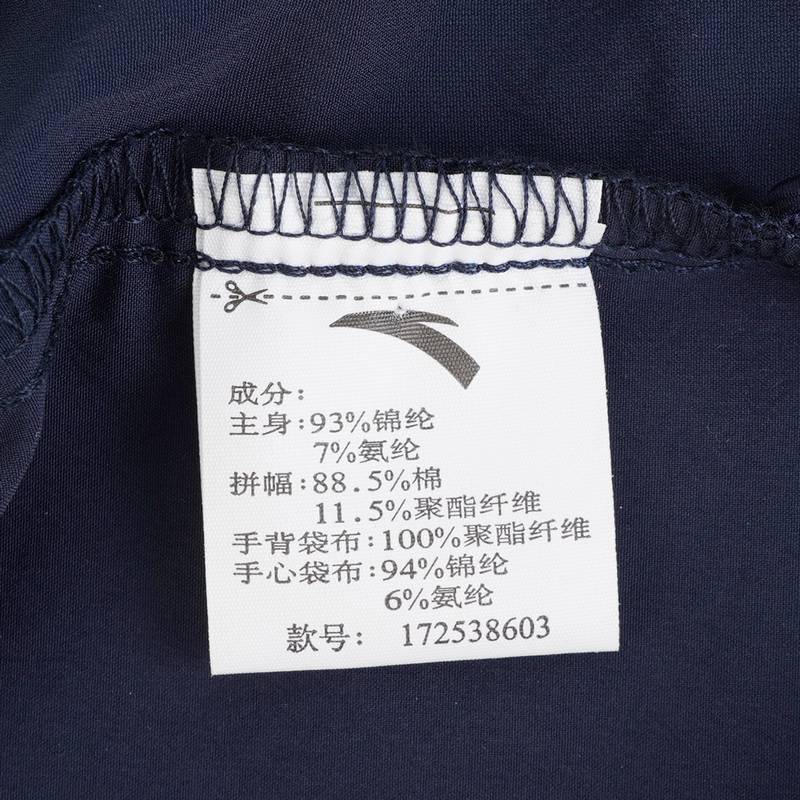 成分:
主身:93%锦纶
7%氨纶
拼幅:88.5%棉
11.5%聚酯纤维
手背袋布:100%聚酯纤维
手心袋布:94%锦纶
6%氨纶
款号: 172538603